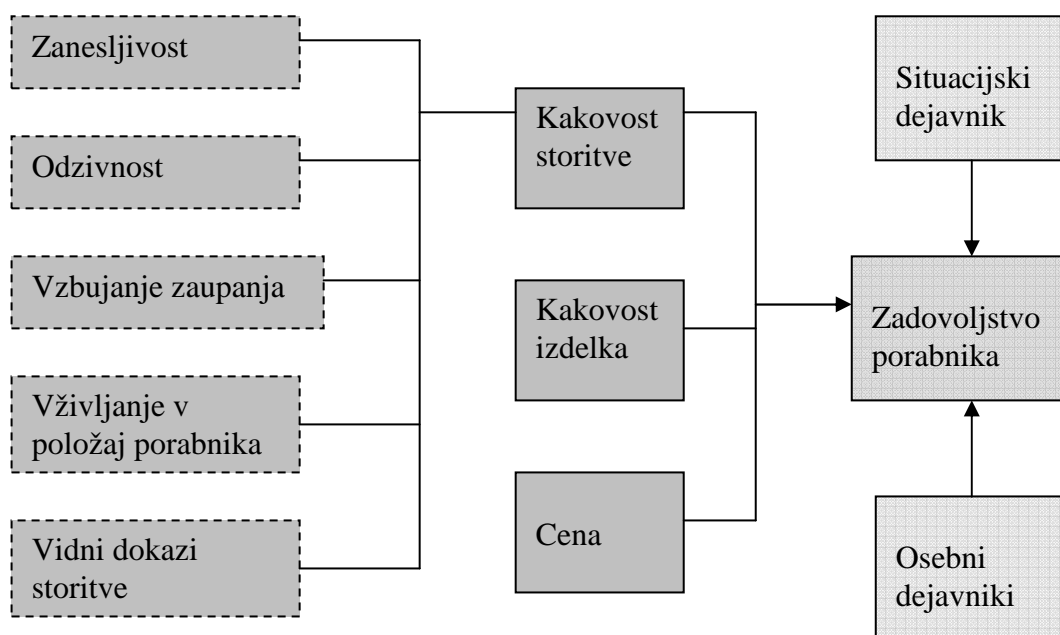 Zanesljivost
Odzivnost
Vzbujanje zaupanja
Vživljanje v
položaj porabnika
Vidni dokazi
storitve
Kakovost
storitve
Kakovost
izdelka
Cena
Situacijski
dejavnik
Zadovoljstvo
porabnika
Osebni
dejavniki